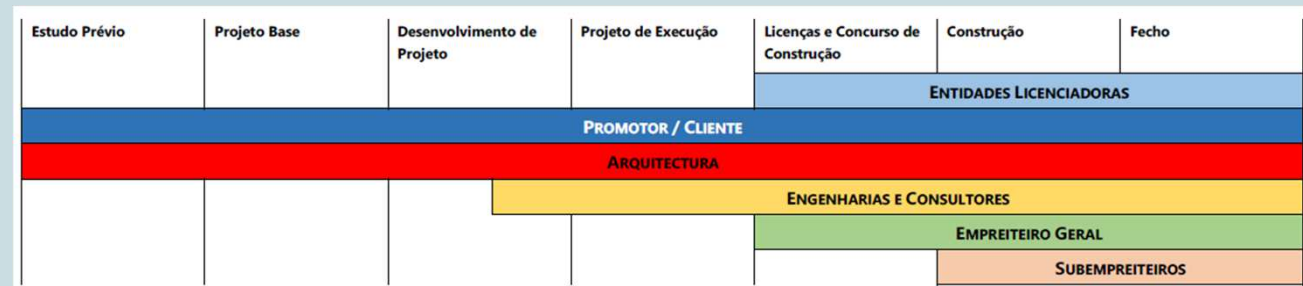 Estudo Prévio
Projeto Base
Desenvolvimento de
Projeto
Projeto de Execução
Licenças e Concurso de
Construção
Construção
Fecho
ENTIDADES LICENCIADORAS
PROMOTOR / CLIENTE
ARQUITECTURA
ENGENHARIAS E CONSULTORES
EMPREITEIRO GERAL
SUBEMPREITEIROS